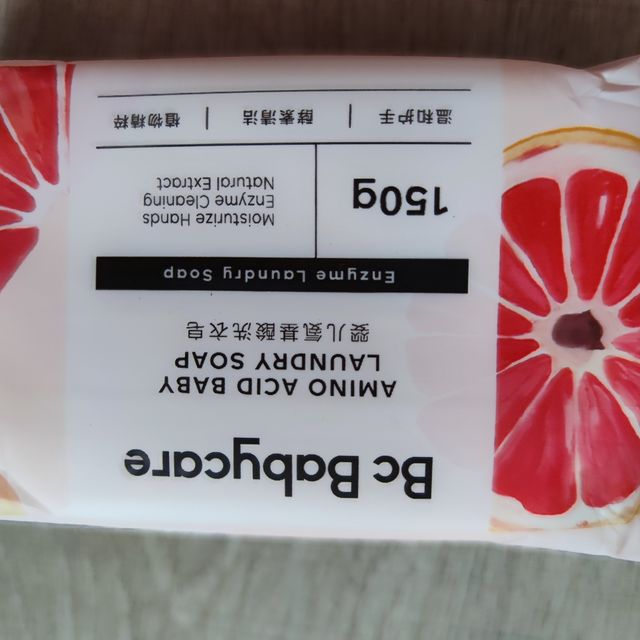 Bc Babycare
AMINO ACID BABY
LAUNDRY SOAP
婴儿氨基酸洗衣皂
Enzyme Laundry Soap
150g
Moisturize Hands
Enzyme Cleaning
Natural Extract
温和护手 | 酵素清洁 | 植物精粹